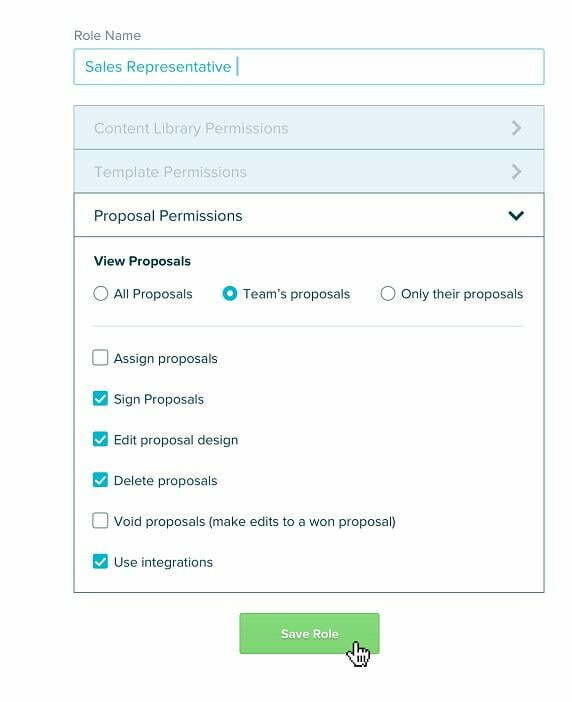 Role Name
Sales Representative
Content Library Permissions
Template Permissions
Proposal Permissions
View Proposals
All Proposals Team's proposals Only their proposals
Assign proposals
Sign Proposals
Edit proposal design
Delete proposals
Void proposals (make edits to a won proposal)
Use integrations
Save Role